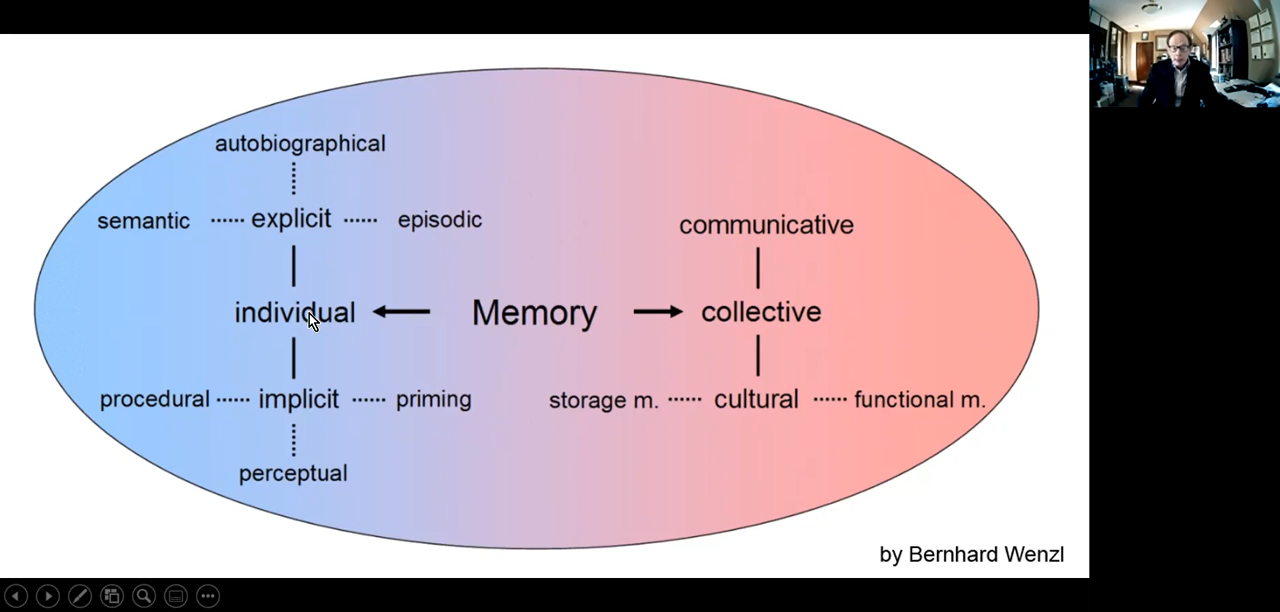 autobiographical
semantic explicit episodic
communicative
individual Memory collective
procedural implicit priming
storage m. cultural functional m.
perceptual
by Bernhard Wenzl